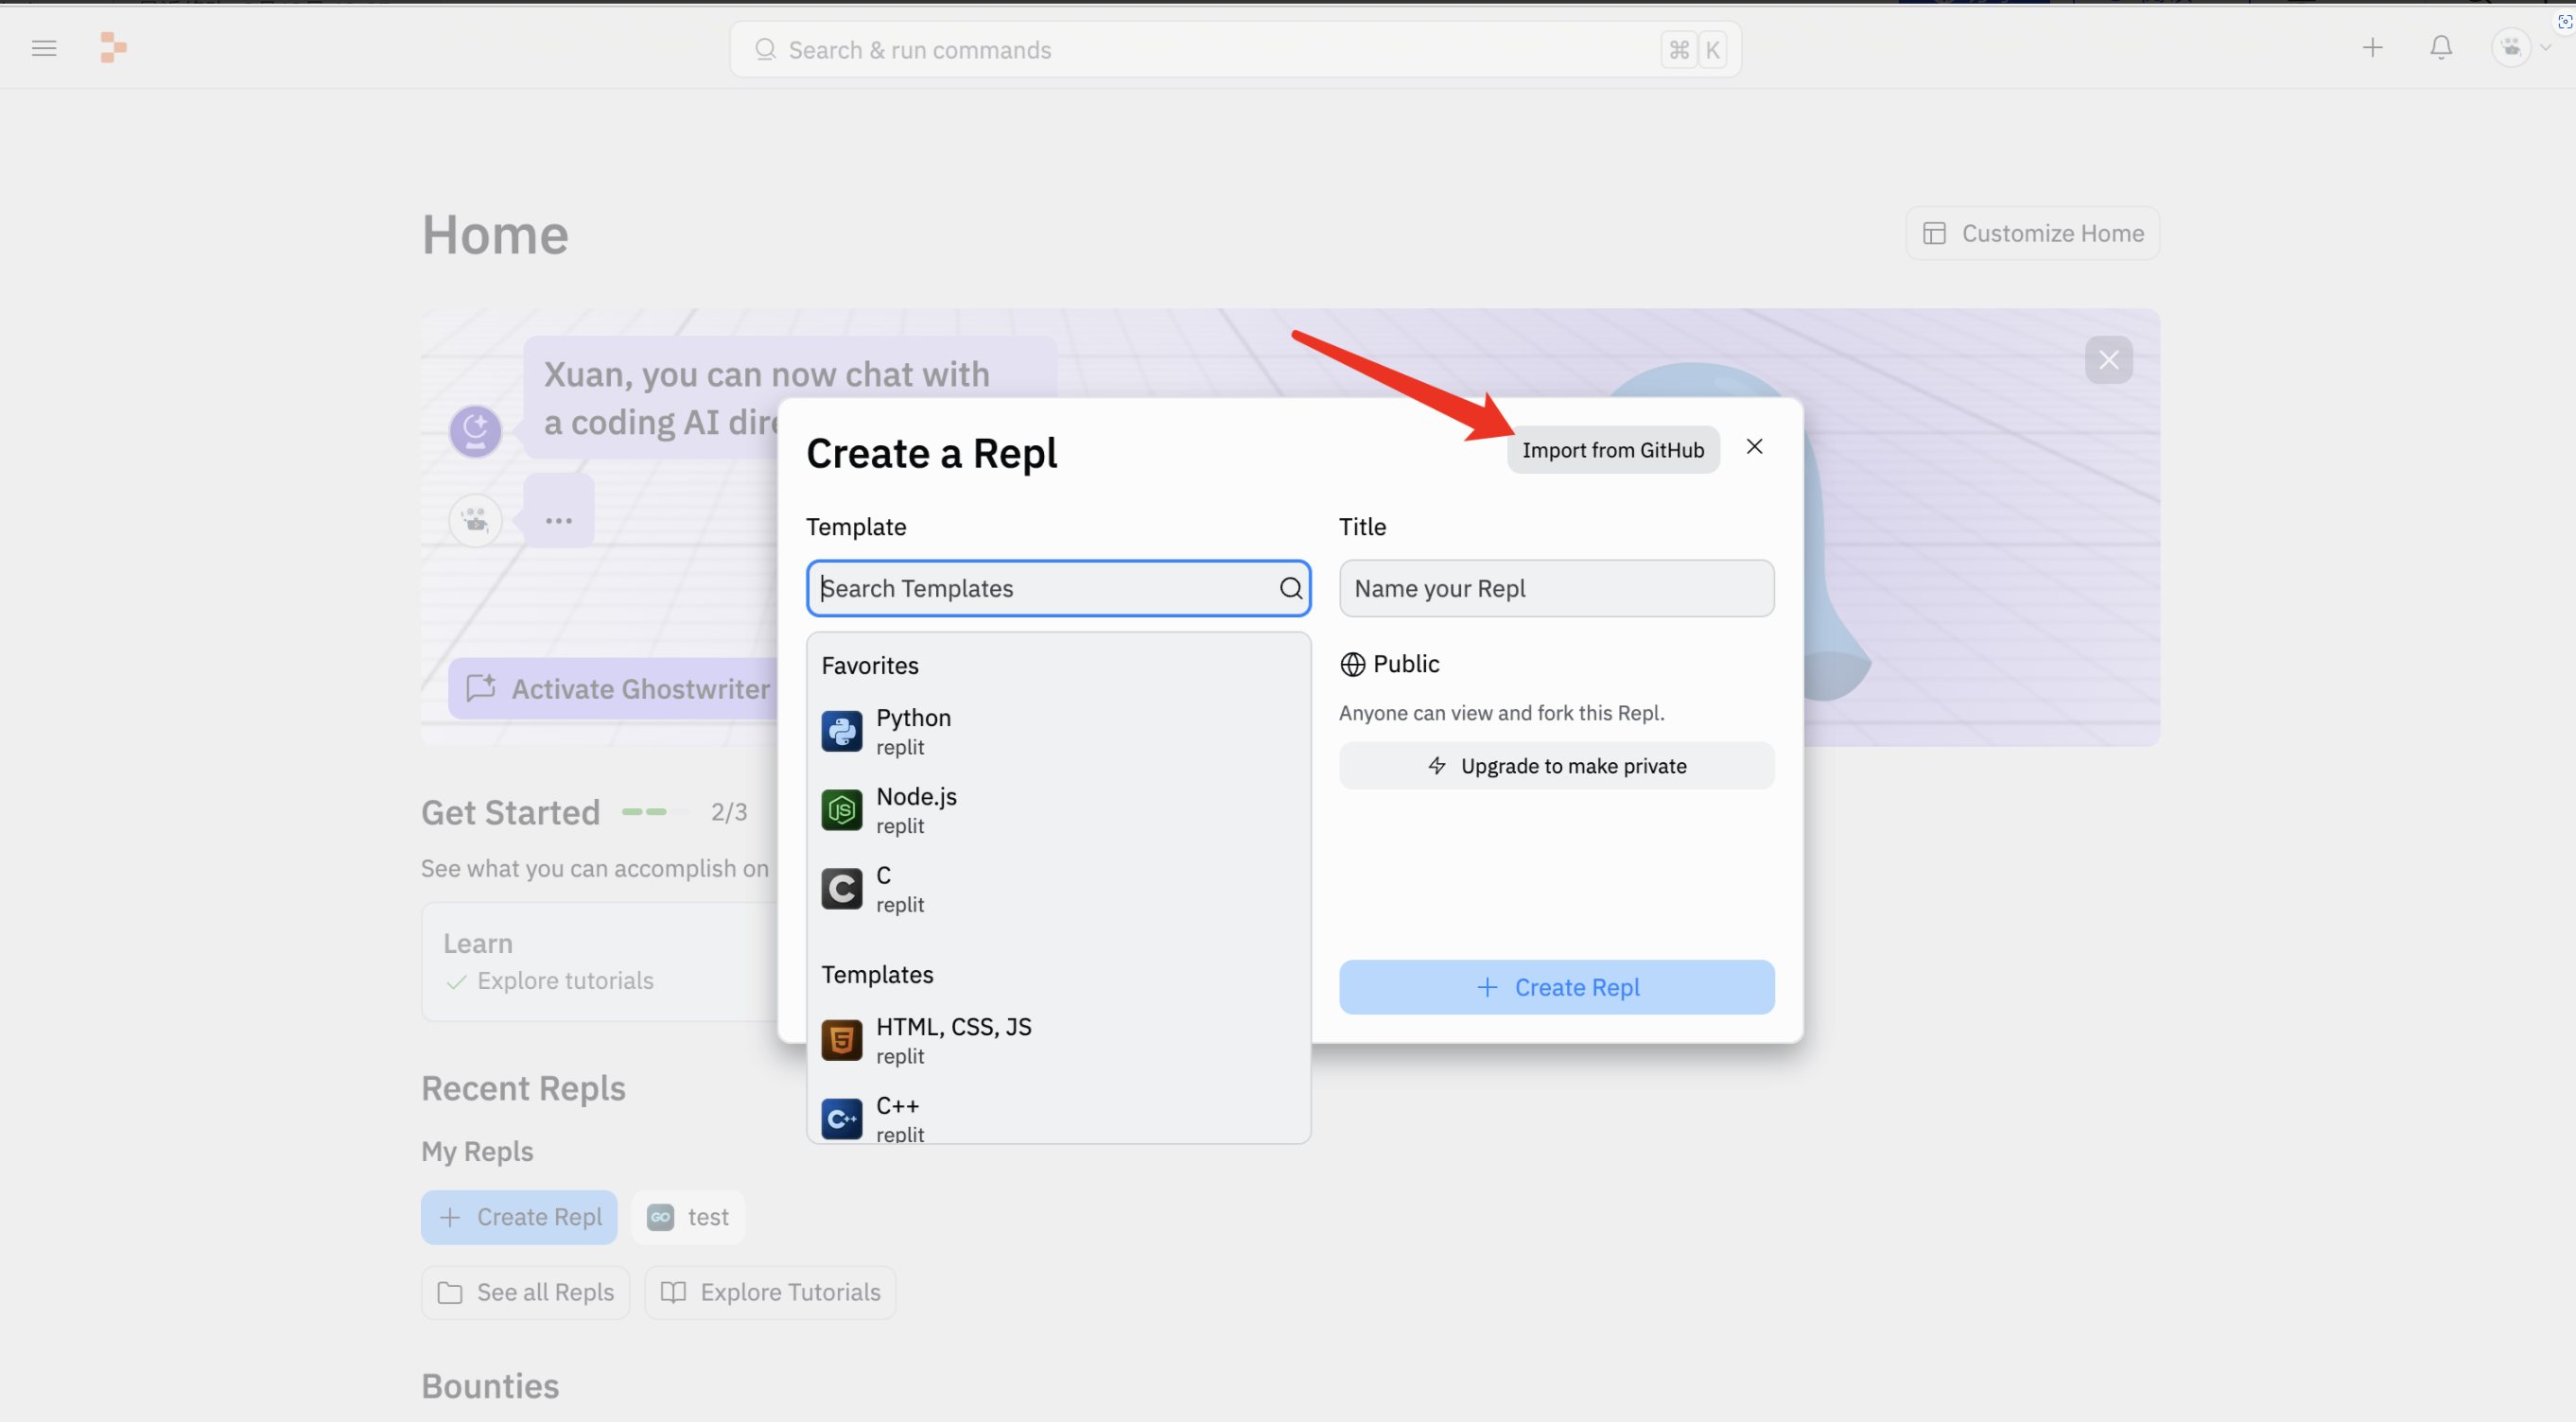 Search & run commands
⌘ K
Home
Customize Home
Xuan, you can now chat with
a coding AI dire
...
Activate Ghostwriter
Create a Repl
Import from GitHub
Template
Search Templates
Favorites
Python
replit
Node.js
replit
C
replit
Templates
HTML, CSS, JS
replit
C++
replit
Title
Name your Repl
Public
Anyone can view and fork this Repl.
Upgrade to make private
+ Create Repl
Get Started
2/3
See what you can accomplish on
Learn
Explore tutorials
Recent Repls
My Repls
+ Create Repl
GO test
See all Repls
Explore Tutorials
Bounties